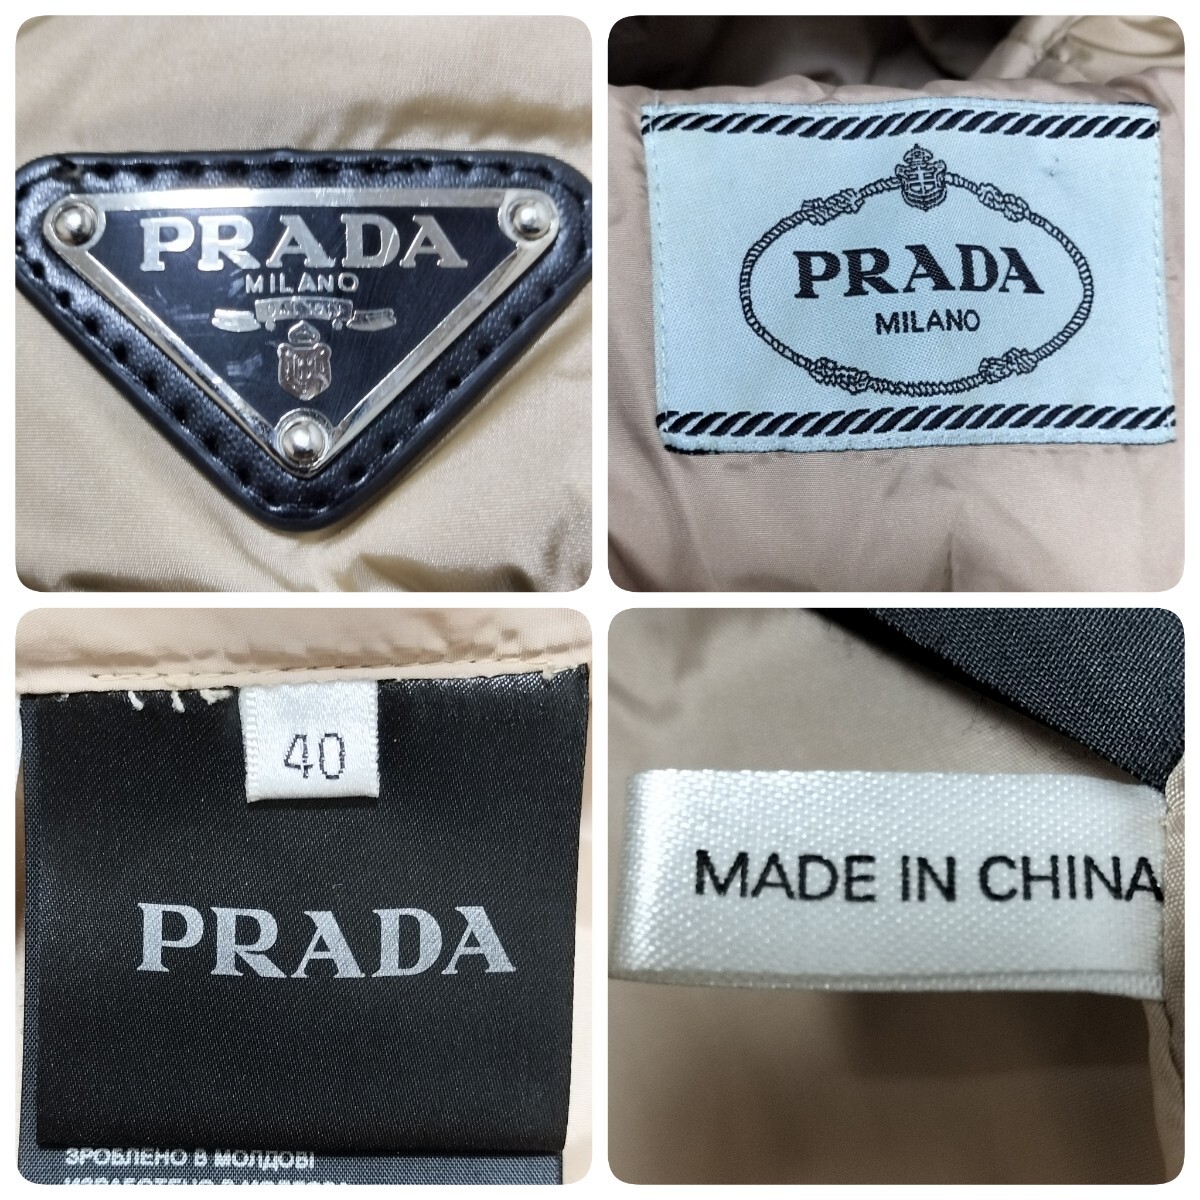 PRADA
MILANO
PRADA
MILANO
40
PRADA
ЗРОБЛЕНО В МОЛДОВІ
MADE IN CHINA